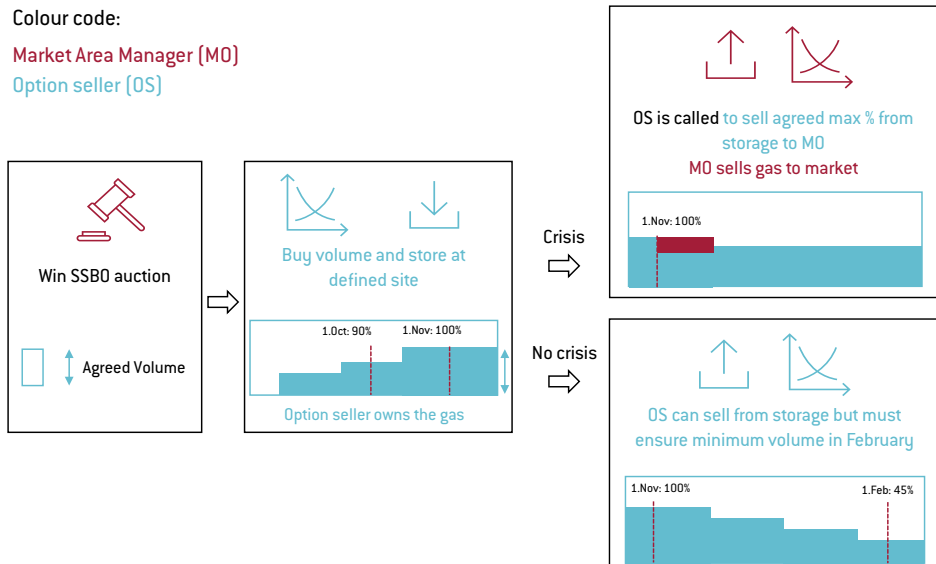 Colour code:
Market Area Manager (MO)
Option seller (OS)
Win SSBO auction
Agreed Volume
Buy volume and store at
defined site
1.Oct: 90%
1.Nov: 100%
Option seller owns the gas
Crisis
No crisis
OS is called to sell agreed max % from
storage to MO
MO sells gas to market
1.Nov: 100%
OS can sell from storage but must
ensure minimum volume in February
1.Nov: 100%
1.Feb: 45%